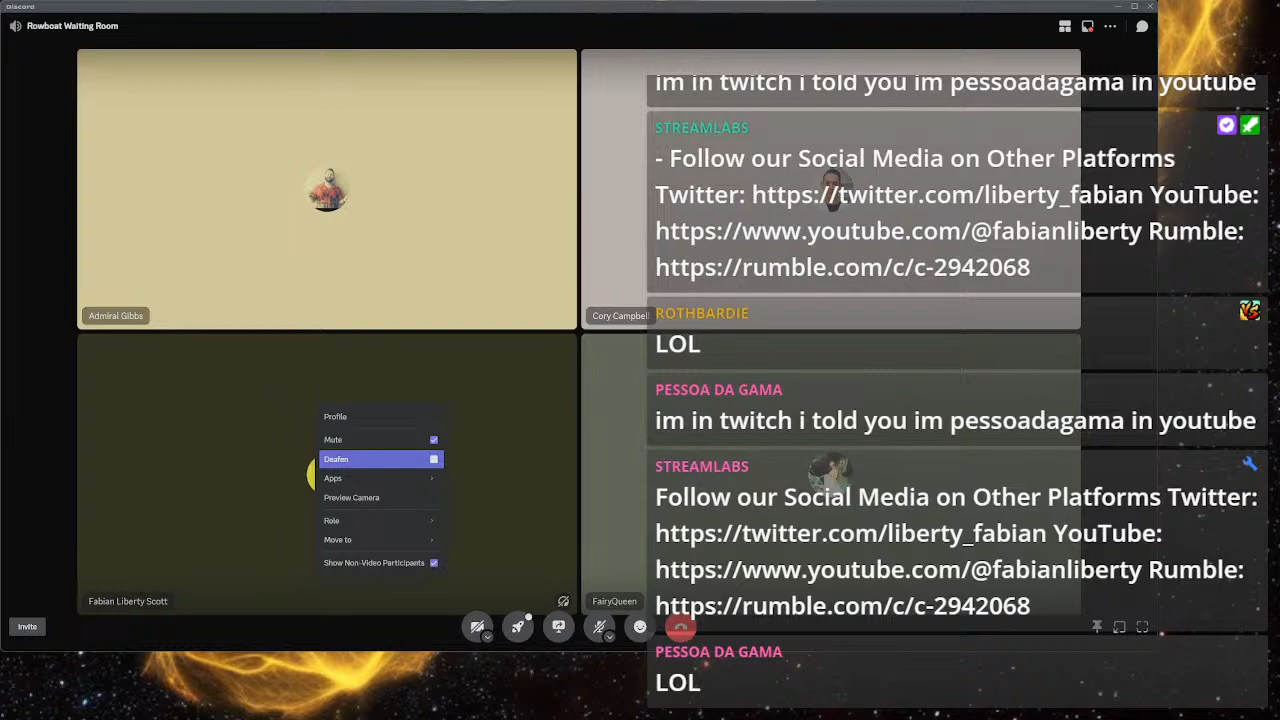 Discord
Rowboat Waiting Room
Admiral Gibbs
Cory Campbell
Profile
Mute
Deafen
Apps
Preview Camera
Role
Move to
Show Non-Video Participants
Fabian Liberty Scott
FairyQueen
Invite
im in twitch i told you im pessoadagama in youtube
STREAMLABS
- Follow our Social Media on Other Platforms
Twitter: https://twitter.com/liberty_fabian YouTube:
https://www.youtube.com/@fabianliberty Rumble:
https://rumble.com/c/c-2942068
ROTHBARDIE
LOL
PESSOA DA GAMA
im in twitch i told you im pessoadagama in youtube
STREAMLABS
Follow our Social Media on Other Platforms Twitter:
https://twitter.com/liberty_fabian YouTube:
https://www.youtube.com/@fabianliberty Rumble:
https://rumble.com/c/c-2942068
PESSOA DA GAMA
LOL